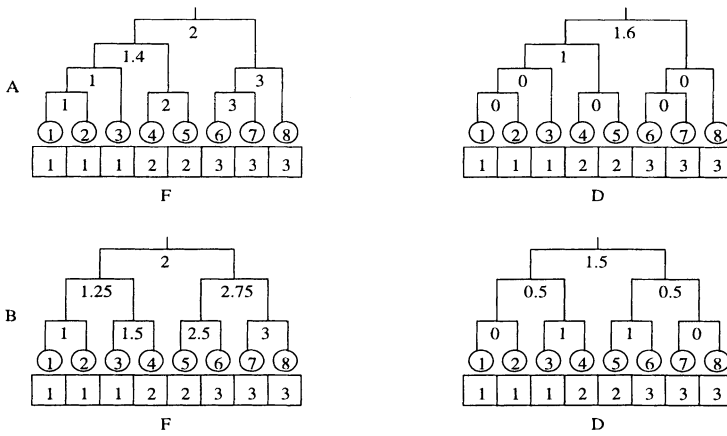 2 1.6
1.4 1
A 1 3 0 0
1 2 3 0 0 0
1 2 3 4 5 6 7 8 1 2 3 4 5 6 7 8
1 1 1 2 2 3 3 3 1 1 1 2 2 3 3 3
F D
2 1.5
1.25 2.75 0.5 0.5
B 1 1.5 2.5 3 0 1 1 0
1 2 3 4 5 6 7 8 1 2 3 4 5 6 7 8
1 1 1 2 2 3 3 3 1 1 1 2 2 3 3 3
F D